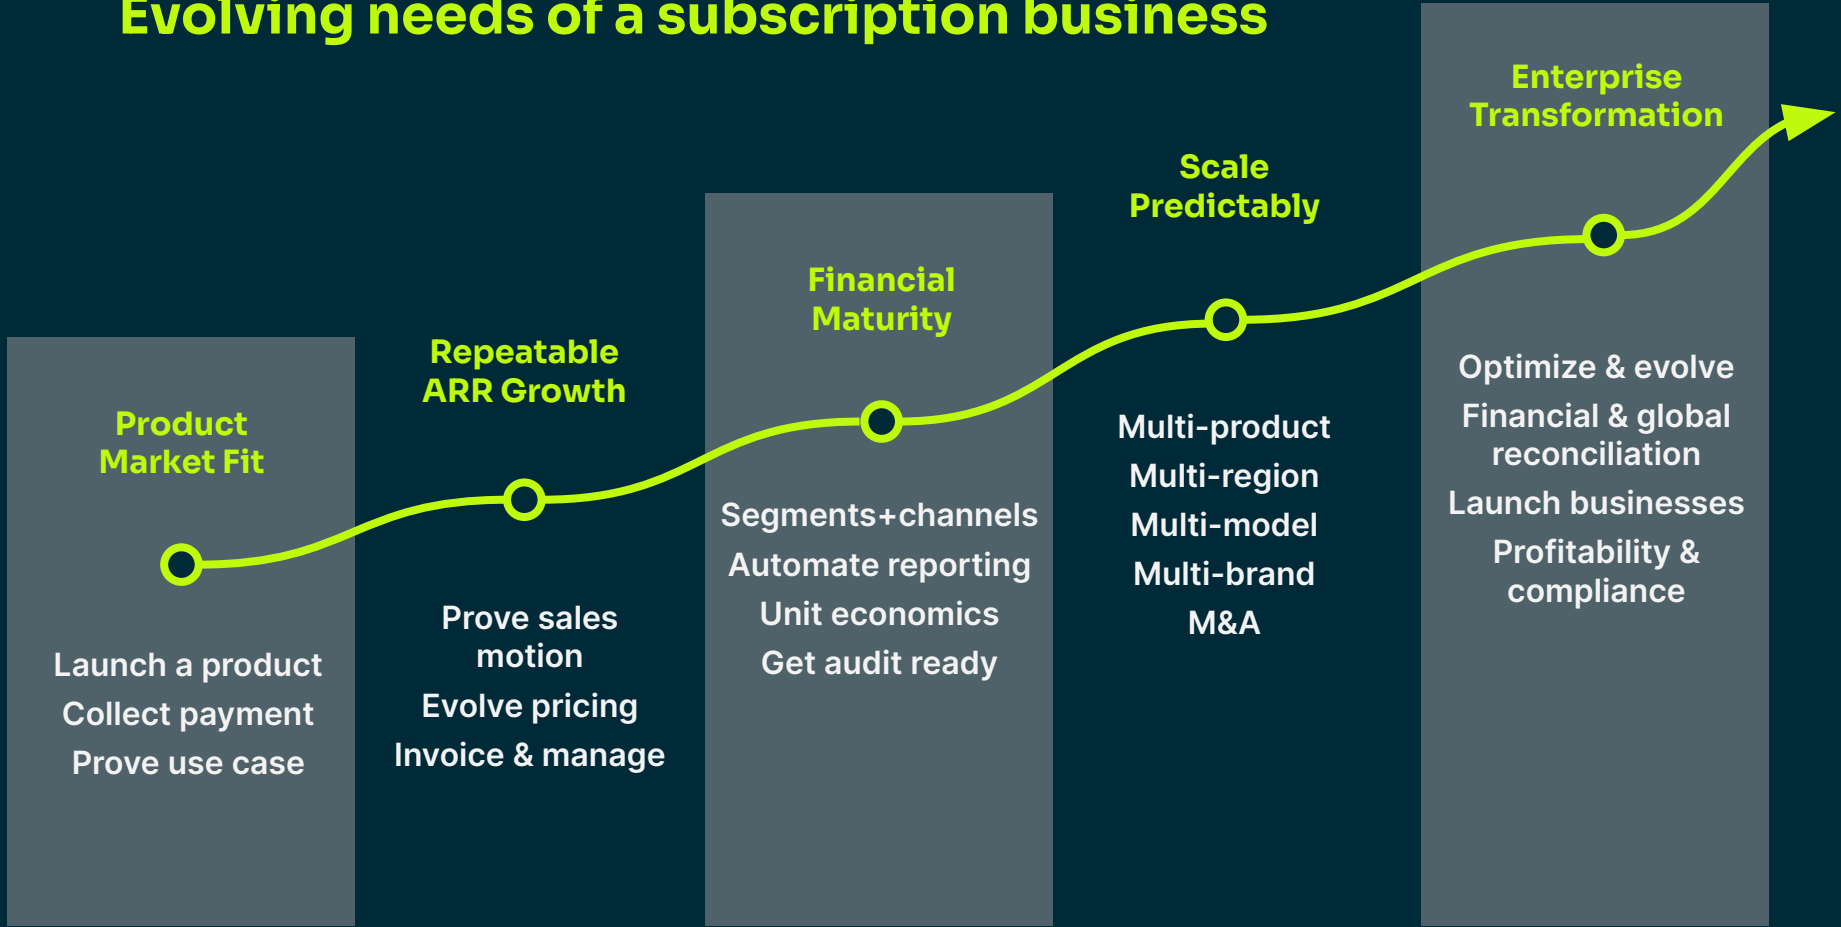 Evolving needs of a subscription business
Product
Market Fit
Launch a product
Collect payment
Prove use case
Repeatable
ARR Growth
Prove sales
motion
Evolve pricing
Invoice & manage
Financial
Maturity
Segments+channels
Automate reporting
Unit economics
Get audit ready
Scale
Predictably
Multi-product
Multi-region
Multi-model
Multi-brand
M&A
Enterprise
Transformation
Optimize & evolve
Financial & global
reconciliation
Launch businesses
Profitability &
compliance